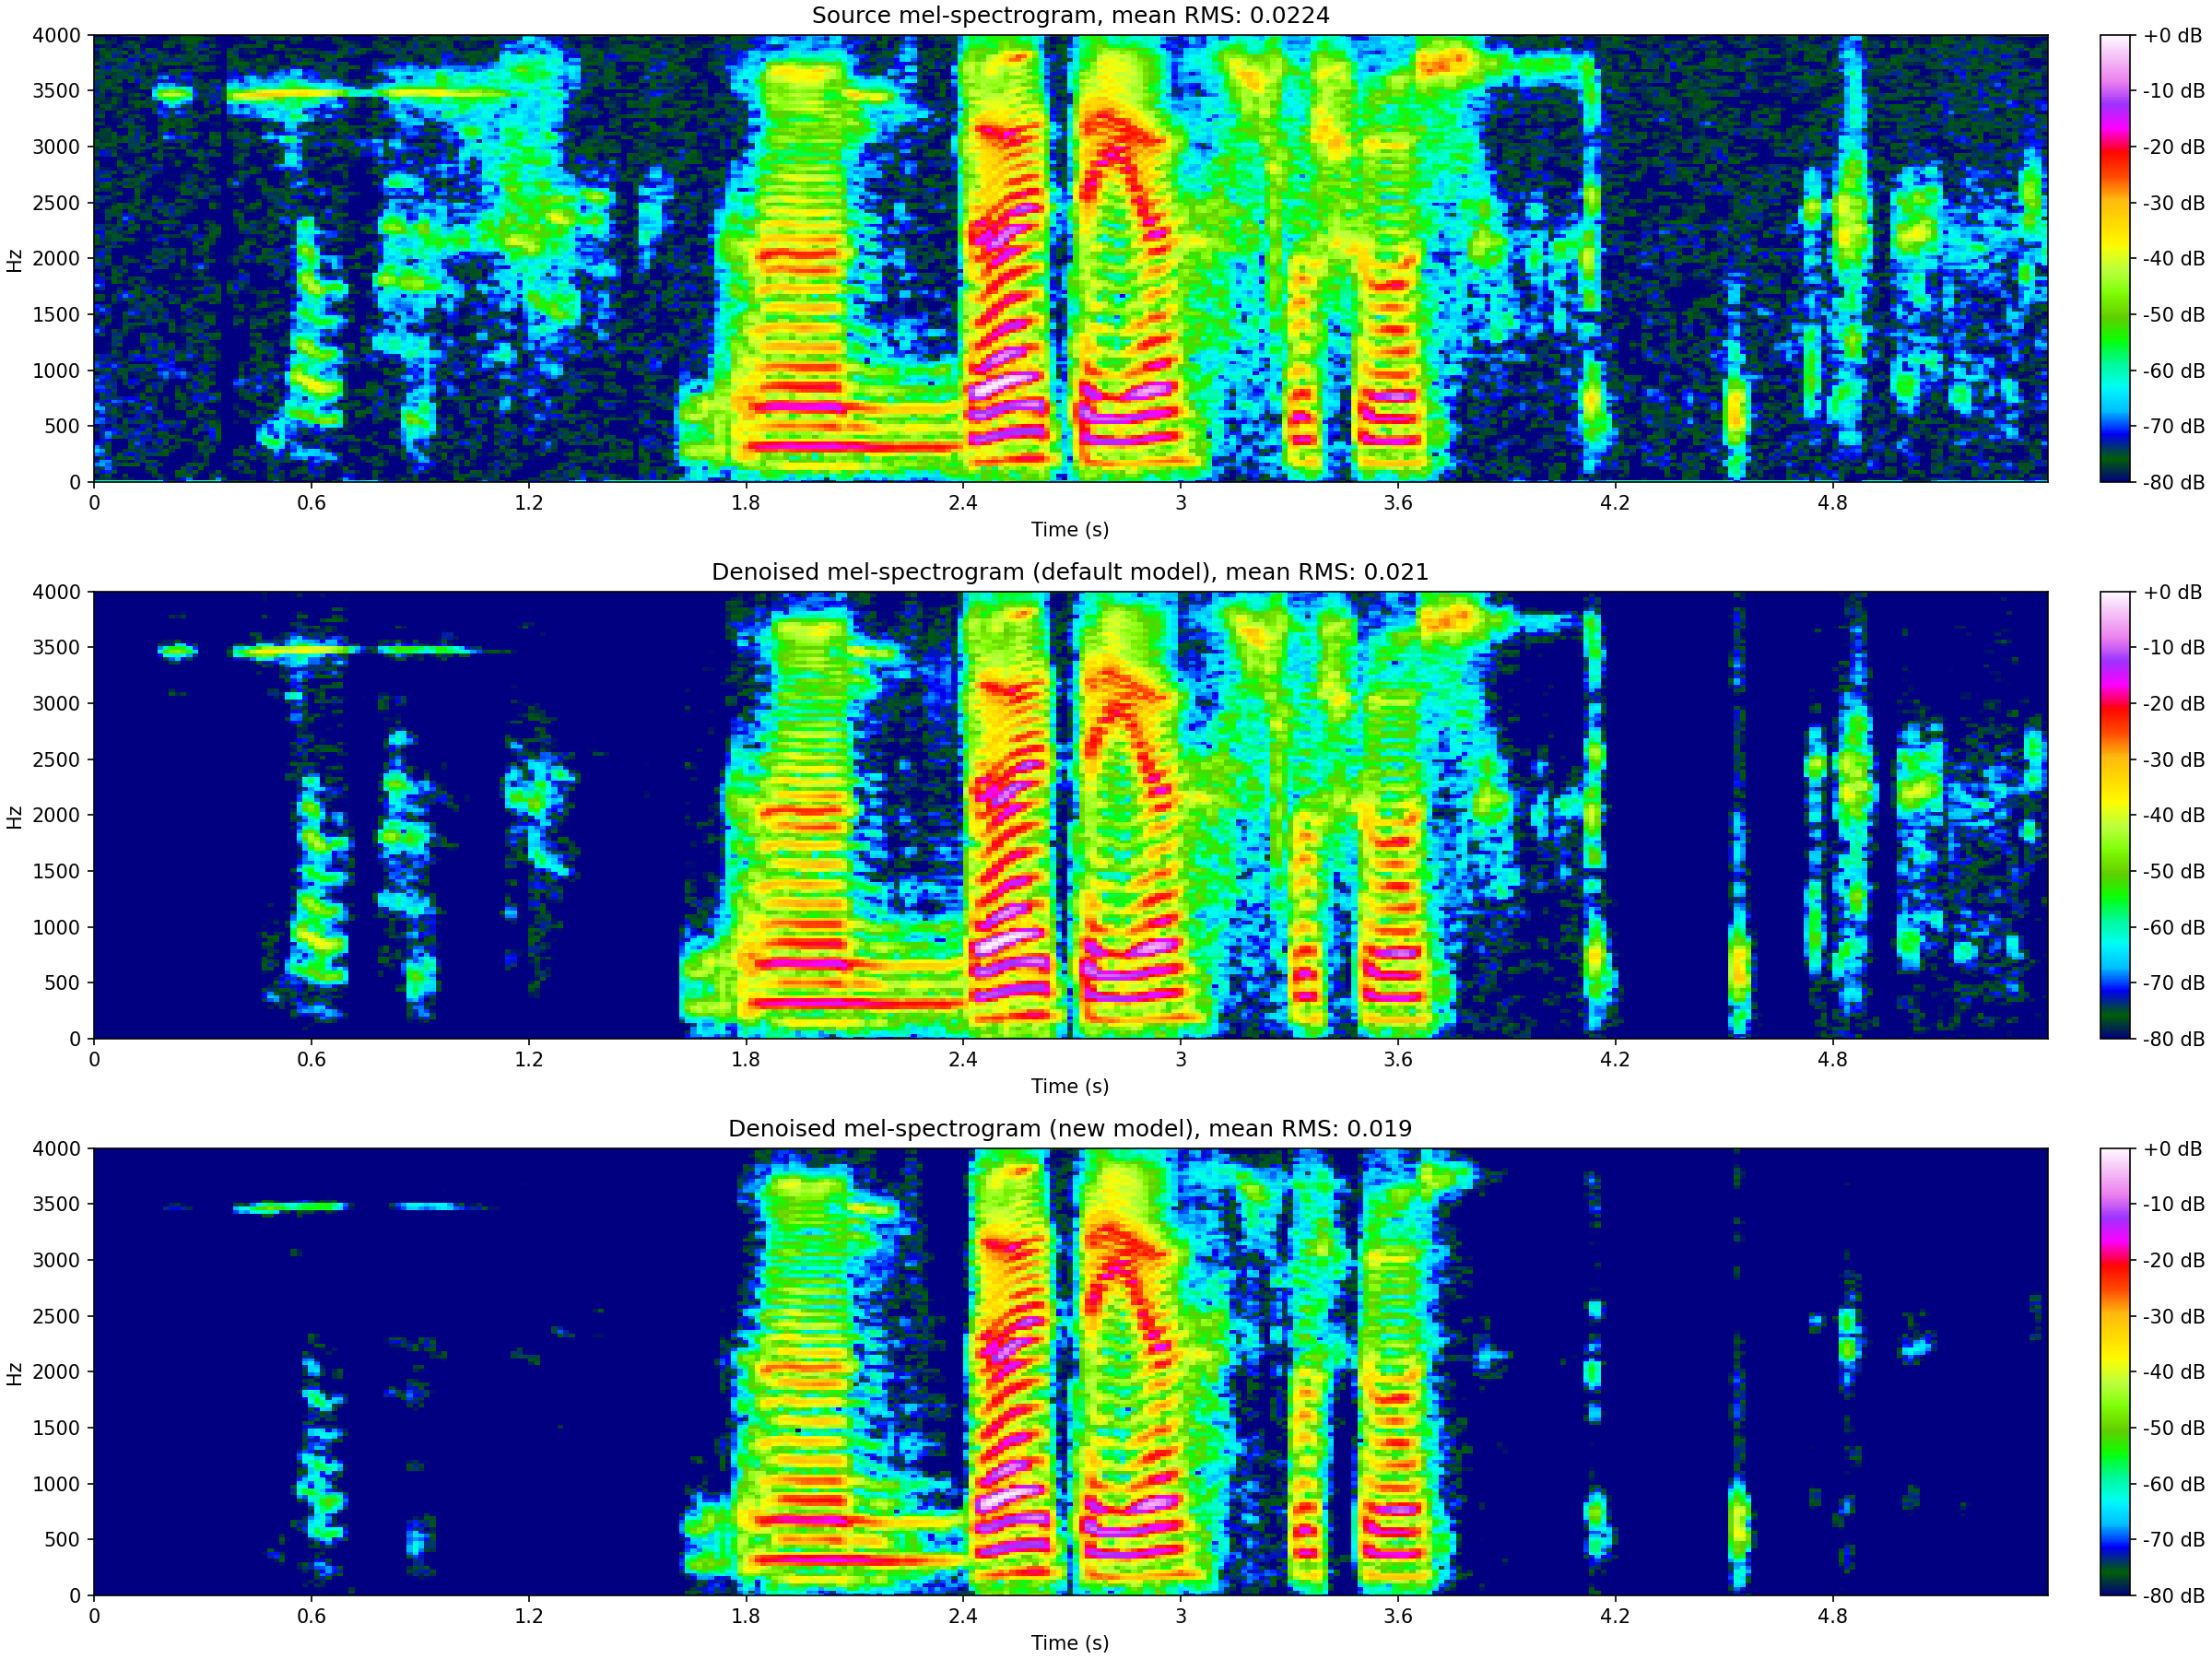 Source mel-spectrogram, mean RMS: 0.0224
4000
3500
3000
2500
2000
1500
1000
500
0
Hz
0 0.6 1.2 1.8 2.4 3 3.6 4.2 4.8
Time (s)
+0 dB
-10 dB
-20 dB
-30 dB
-40 dB
-50 dB
-60 dB
-70 dB
-80 dB
Denoised mel-spectrogram (default model), mean RMS: 0.021
4000
3500
3000
2500
2000
1500
1000
500
0
Hz
0 0.6 1.2 1.8 2.4 3 3.6 4.2 4.8
Time (s)
+0 dB
-10 dB
-20 dB
-30 dB
-40 dB
-50 dB
-60 dB
-70 dB
-80 dB
Denoised mel-spectrogram (new model), mean RMS: 0.019
4000
3500
3000
2500
2000
1500
1000
500
0
Hz
0 0.6 1.2 1.8 2.4 3 3.6 4.2 4.8
Time (s)
+0 dB
-10 dB
-20 dB
-30 dB
-40 dB
-50 dB
-60 dB
-70 dB
-80 dB